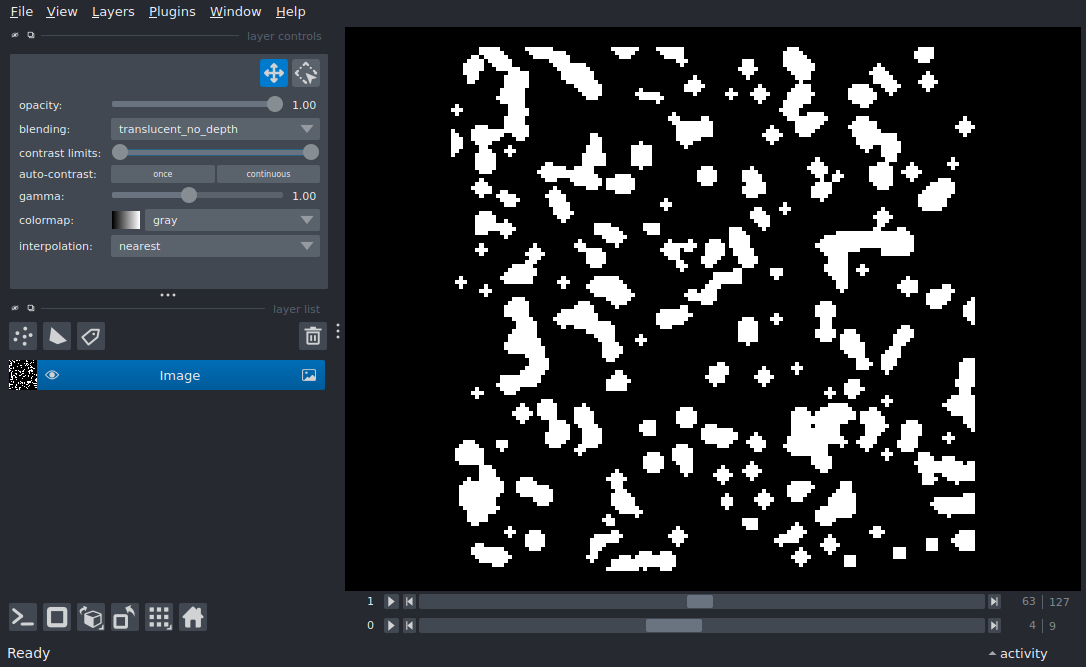 File View Layers Plugins Window Help
layer controls
opacity: 1.00
blending: translucent_no_depth
contrast limits:
auto-contrast: once continuous
gamma: 1.00
colormap: gray
interpolation: nearest
layer list
Image
1 63 127
0 4 9
Ready activity